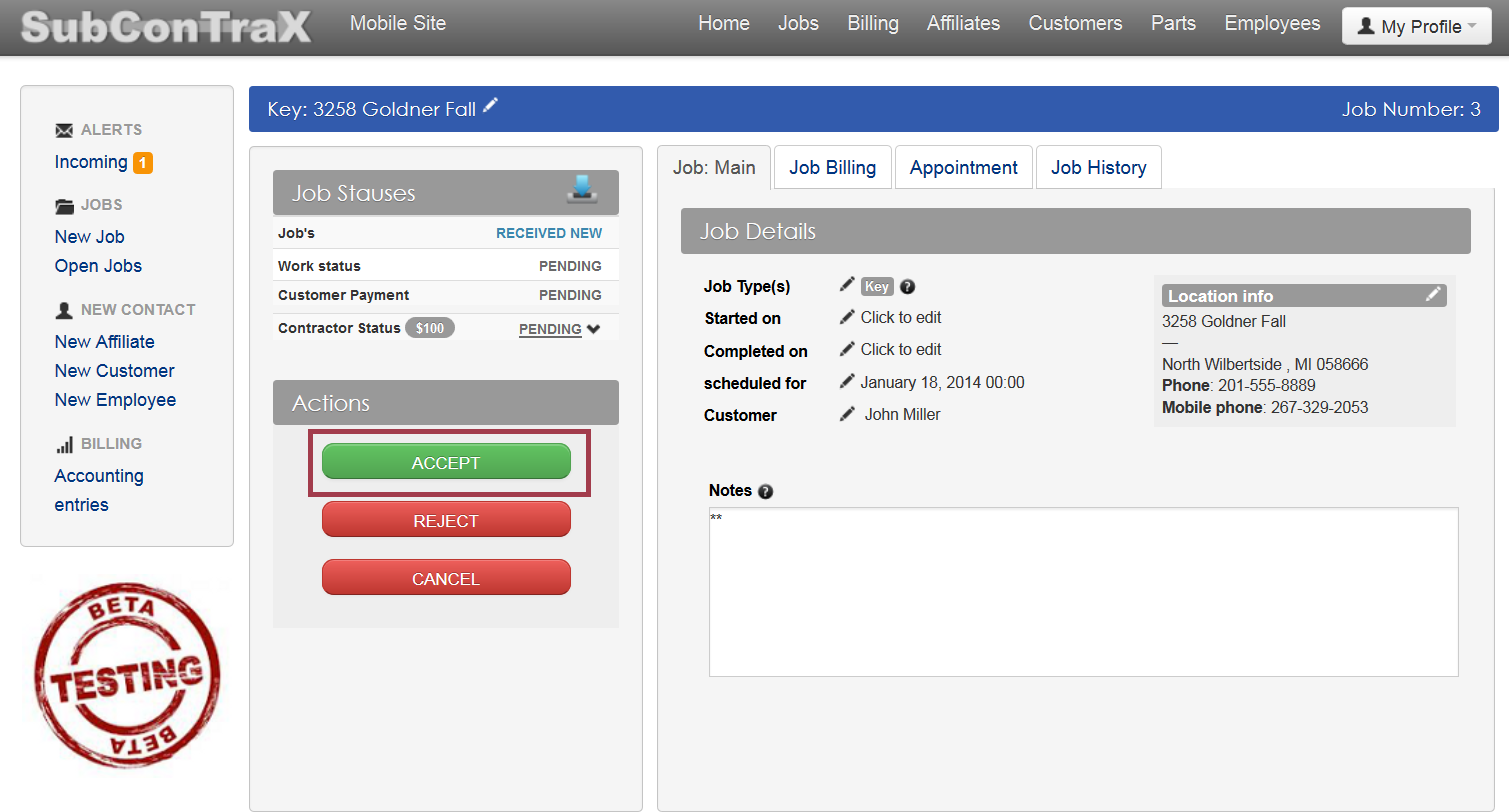 SubConTraX
Mobile Site
Home Jobs Billing Affiliates Customers Parts Employees My Profile
ALERTS
Incoming 1
JOBS
New Job
Open Jobs
NEW CONTACT
New Affiliate
New Customer
New Employee
BILLING
Accounting
entries
BETA
TESTING
BETA
Key: 3258 Goldner Fall
Job Number: 3
Job Stauses
Job's RECEIVED NEW
Work status PENDING
Customer Payment PENDING
Contractor Status $100 PENDING
Actions
ACCEPT
REJECT
CANCEL
Job: Main Job Billing Appointment Job History
Job Details
Job Type(s) Key ?
Started on Click to edit
Completed on Click to edit
scheduled for January 18, 2014 00:00
Customer John Miller
Location info
3258 Goldner Fall
—
North Wilbertside , MI 058666
Phone: 201-555-8889
Mobile phone: 267-329-2053
Notes ?
**